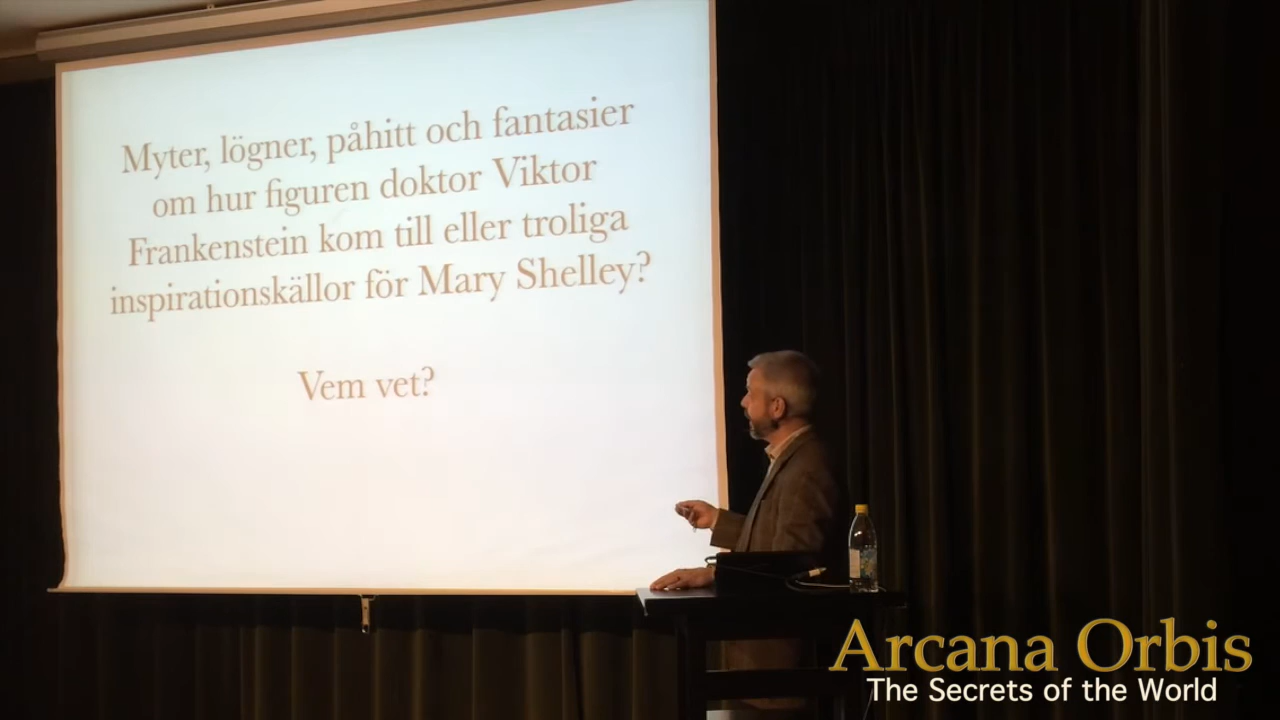 Myter, lögner, påhitt och fantasier
om hur figuren doktor Viktor
Frankenstein kom till eller troliga
inspirationskällor för Mary Shelley?
Vem vet?
Arcana Orbis
The Secrets of the World